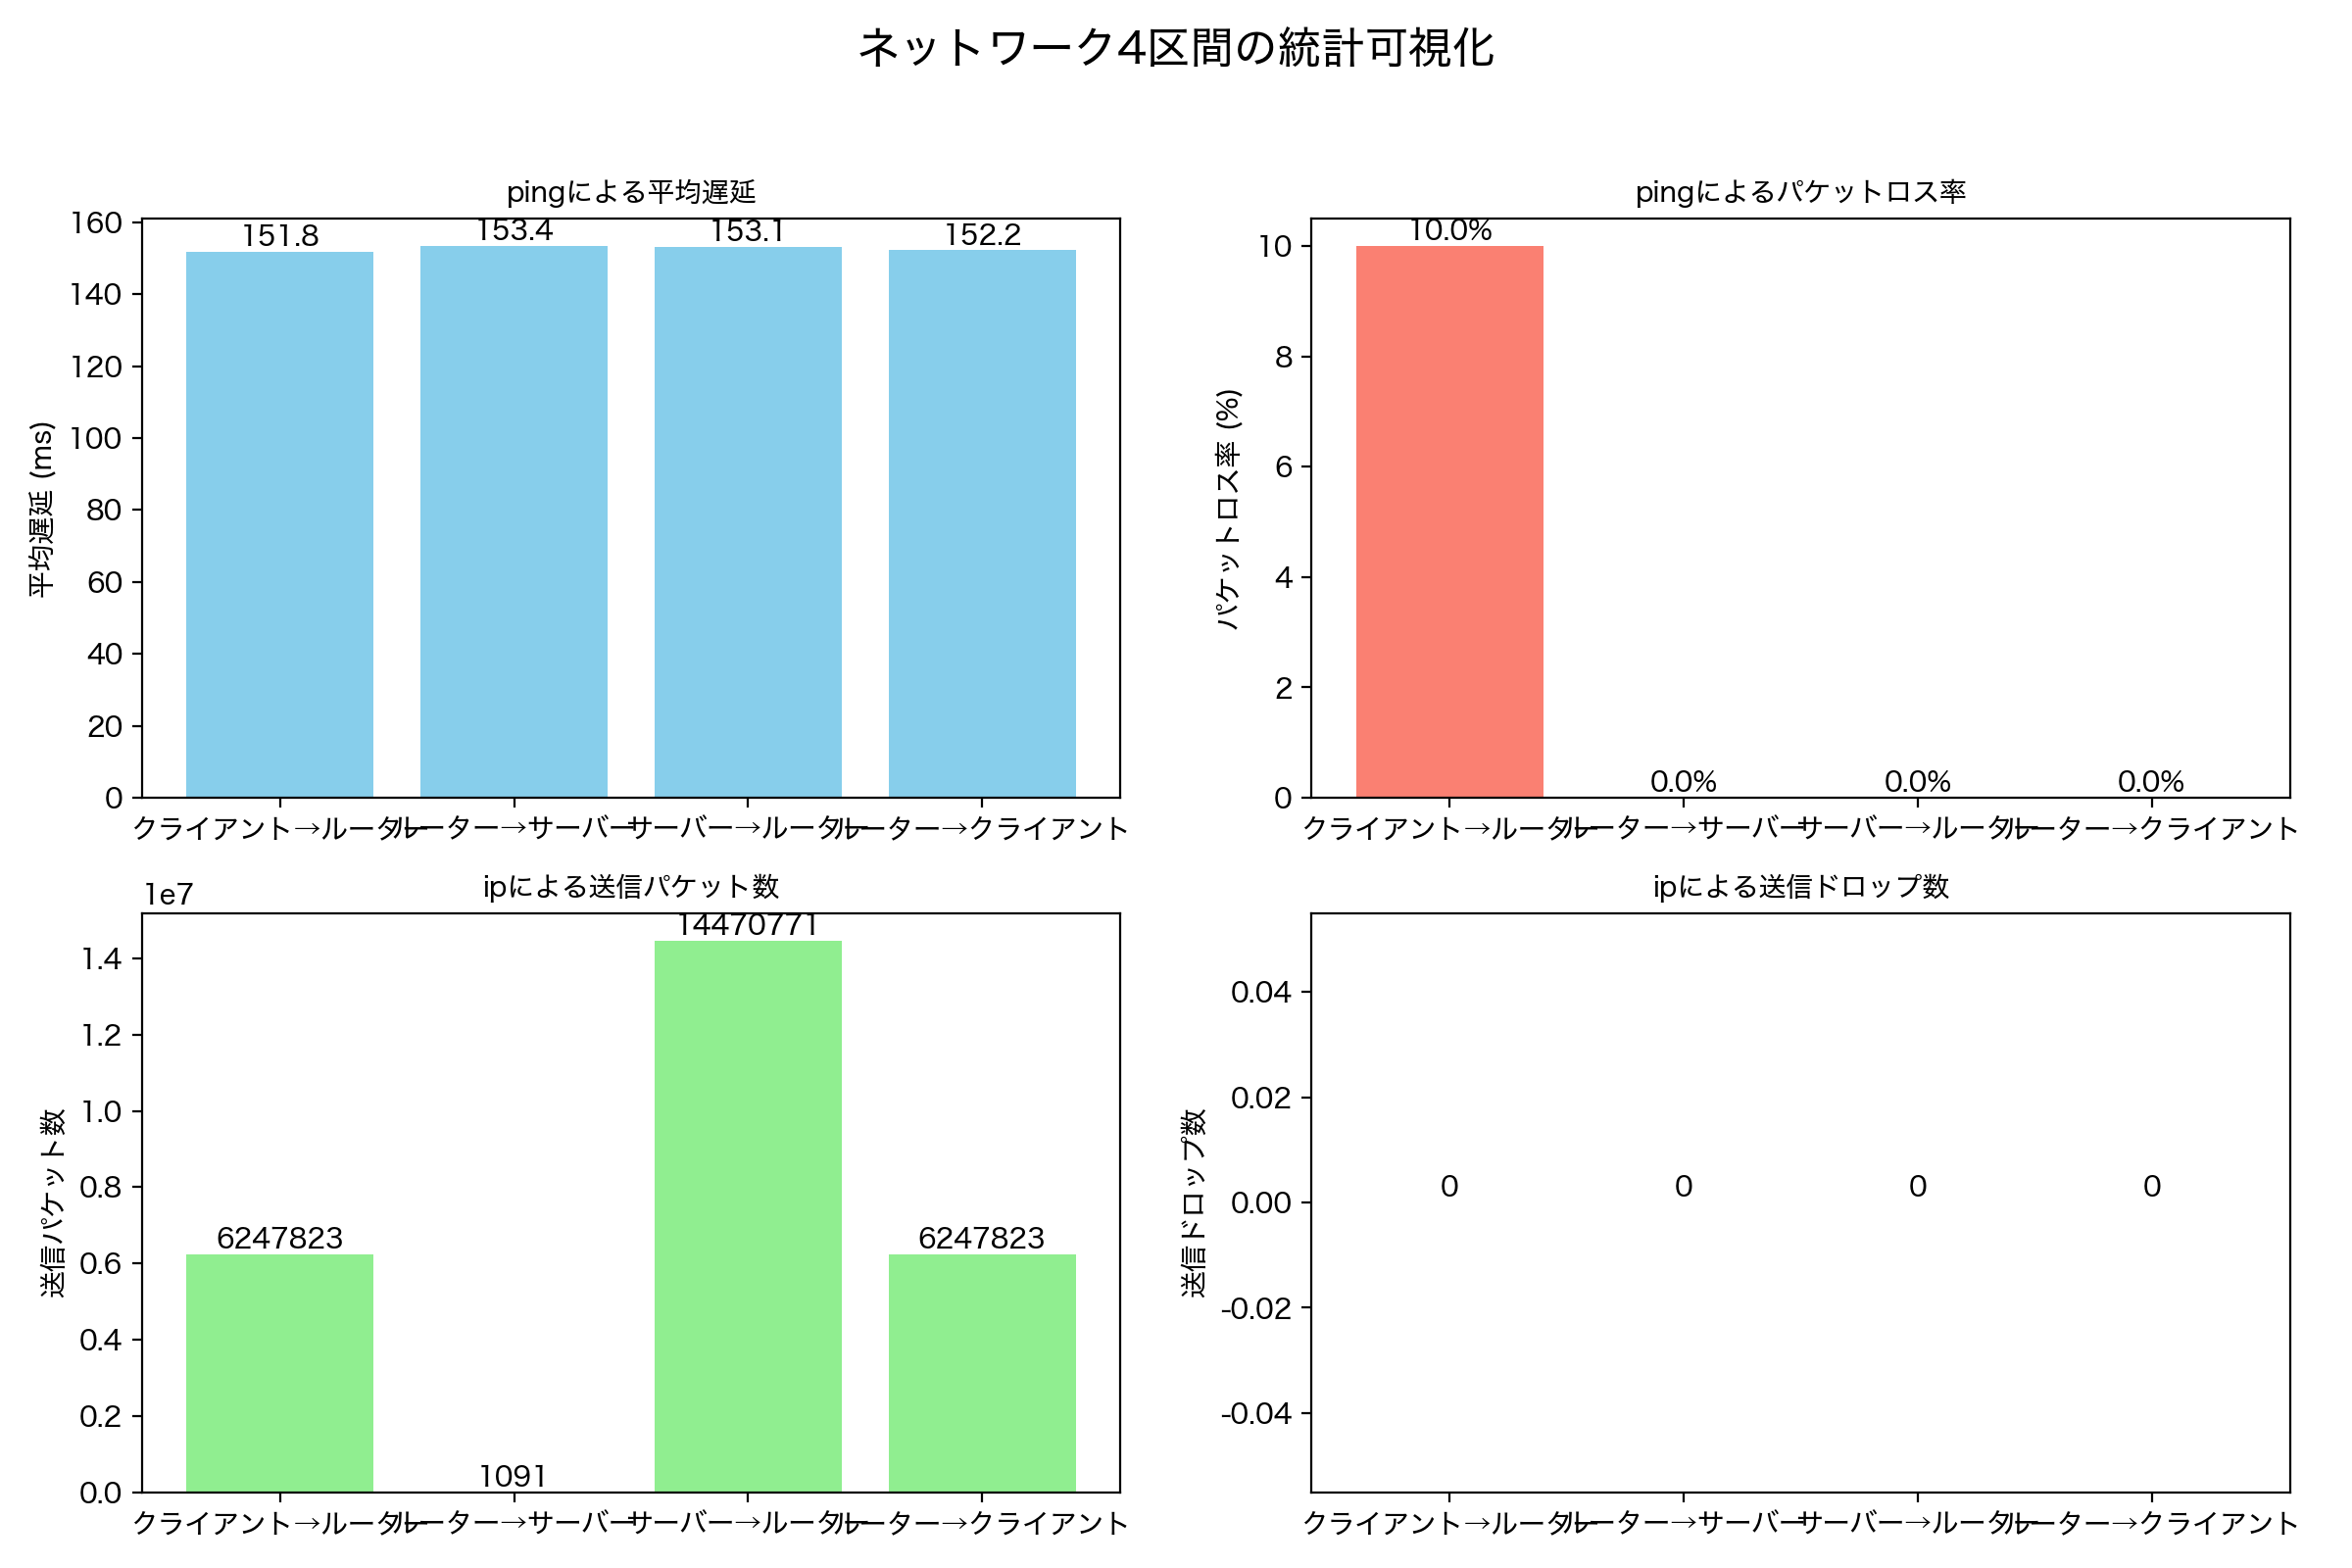 ネットワーク4区間の統計可視化
pingによる平均遅延
平均遅延 (ms)
160
140
120
100
80
60
40
20
0
151.8
153.4
153.1
152.2
クライアント→ルーター
ルーター→サーバー
サーバー→ルーター
ルーター→クライアント
pingによるパケットロス率
パケットロス率 (%)
10
8
6
4
2
0
10.0%
0.0%
0.0%
0.0%
クライアント→ルーター
ルーター→サーバー
サーバー→ルーター
ルーター→クライアント
ipによる送信パケット数
1e7
送信パケット数
1.4
1.2
1.0
0.8
0.6
0.4
0.2
0.0
6247823
1091
14470771
6247823
クライアント→ルーター
ルーター→サーバー
サーバー→ルーター
ルーター→クライアント
ipによる送信ドロップ数
送信ドロップ数
0.04
0.02
0.00
-0.02
-0.04
0
0
0
0
クライアント→ルーター
ルーター→サーバー
サーバー→ルーター
ルーター→クライアント